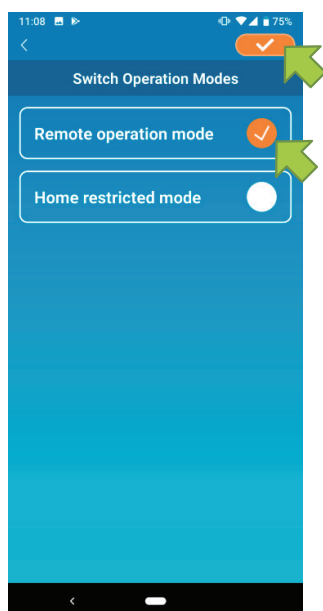 11:08 75%
Switch Operation Modes
Remote operation mode
Home restricted mode